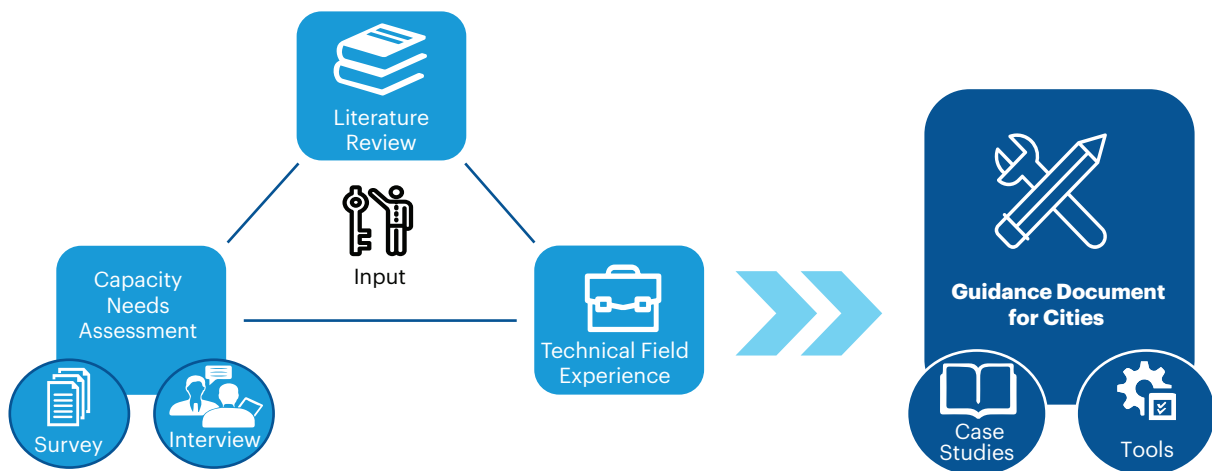 Literature
Review
Input
Capacity
Needs
Assessment
Survey
Interview
Technical Field
Experience
Guidance Document
for Cities
Case
Studies
Tools